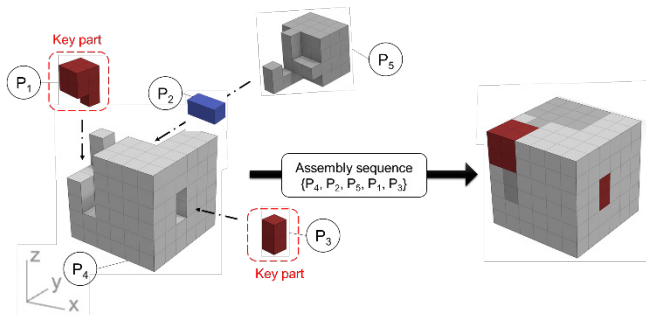 Key part
P₁
P₂
P₅
Assembly sequence
{P₄, P₂, P₅, P₁, P₃}
P₃
Key part
P₄
z
y
x